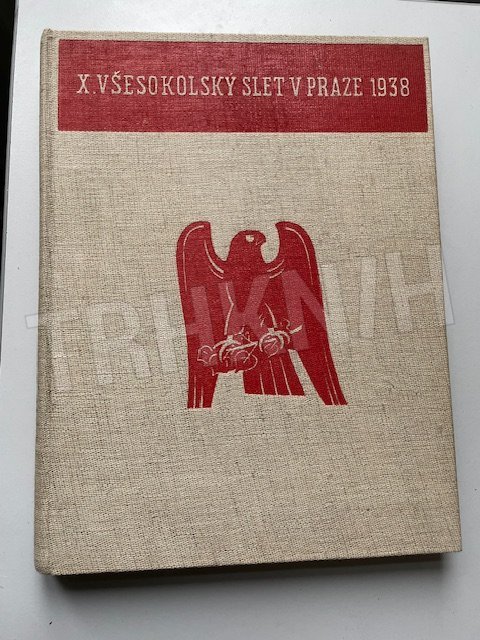 X. VŠESOKOLSKÝ SLET V PRAZE 1938
TRHKNIH